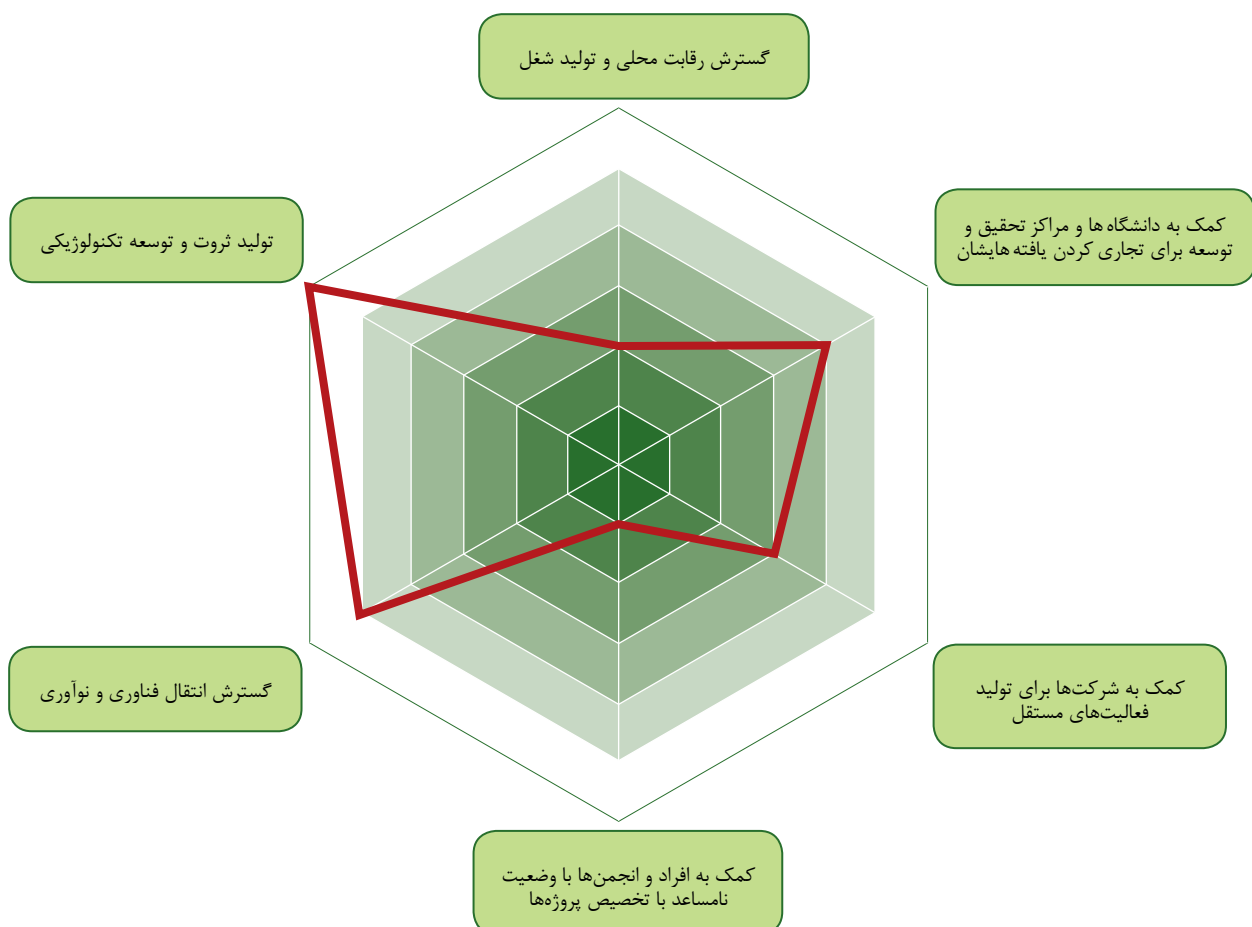 گسترش رقابت محلی و تولید شغل
کمک به دانشگاه ها و مراکز تحقیق و
توسعه برای تجاری کردن یافته هایشان
تولید ثروت و توسعه تکنولوژیکی
کمک به شرکت‌ها برای تولید
فعالیت‌های مستقل
گسترش انتقال فناوری و نوآوری
کمک به افراد و انجمن‌ها با وضعیت
نامساعد با تخصیص پروژه‌ها